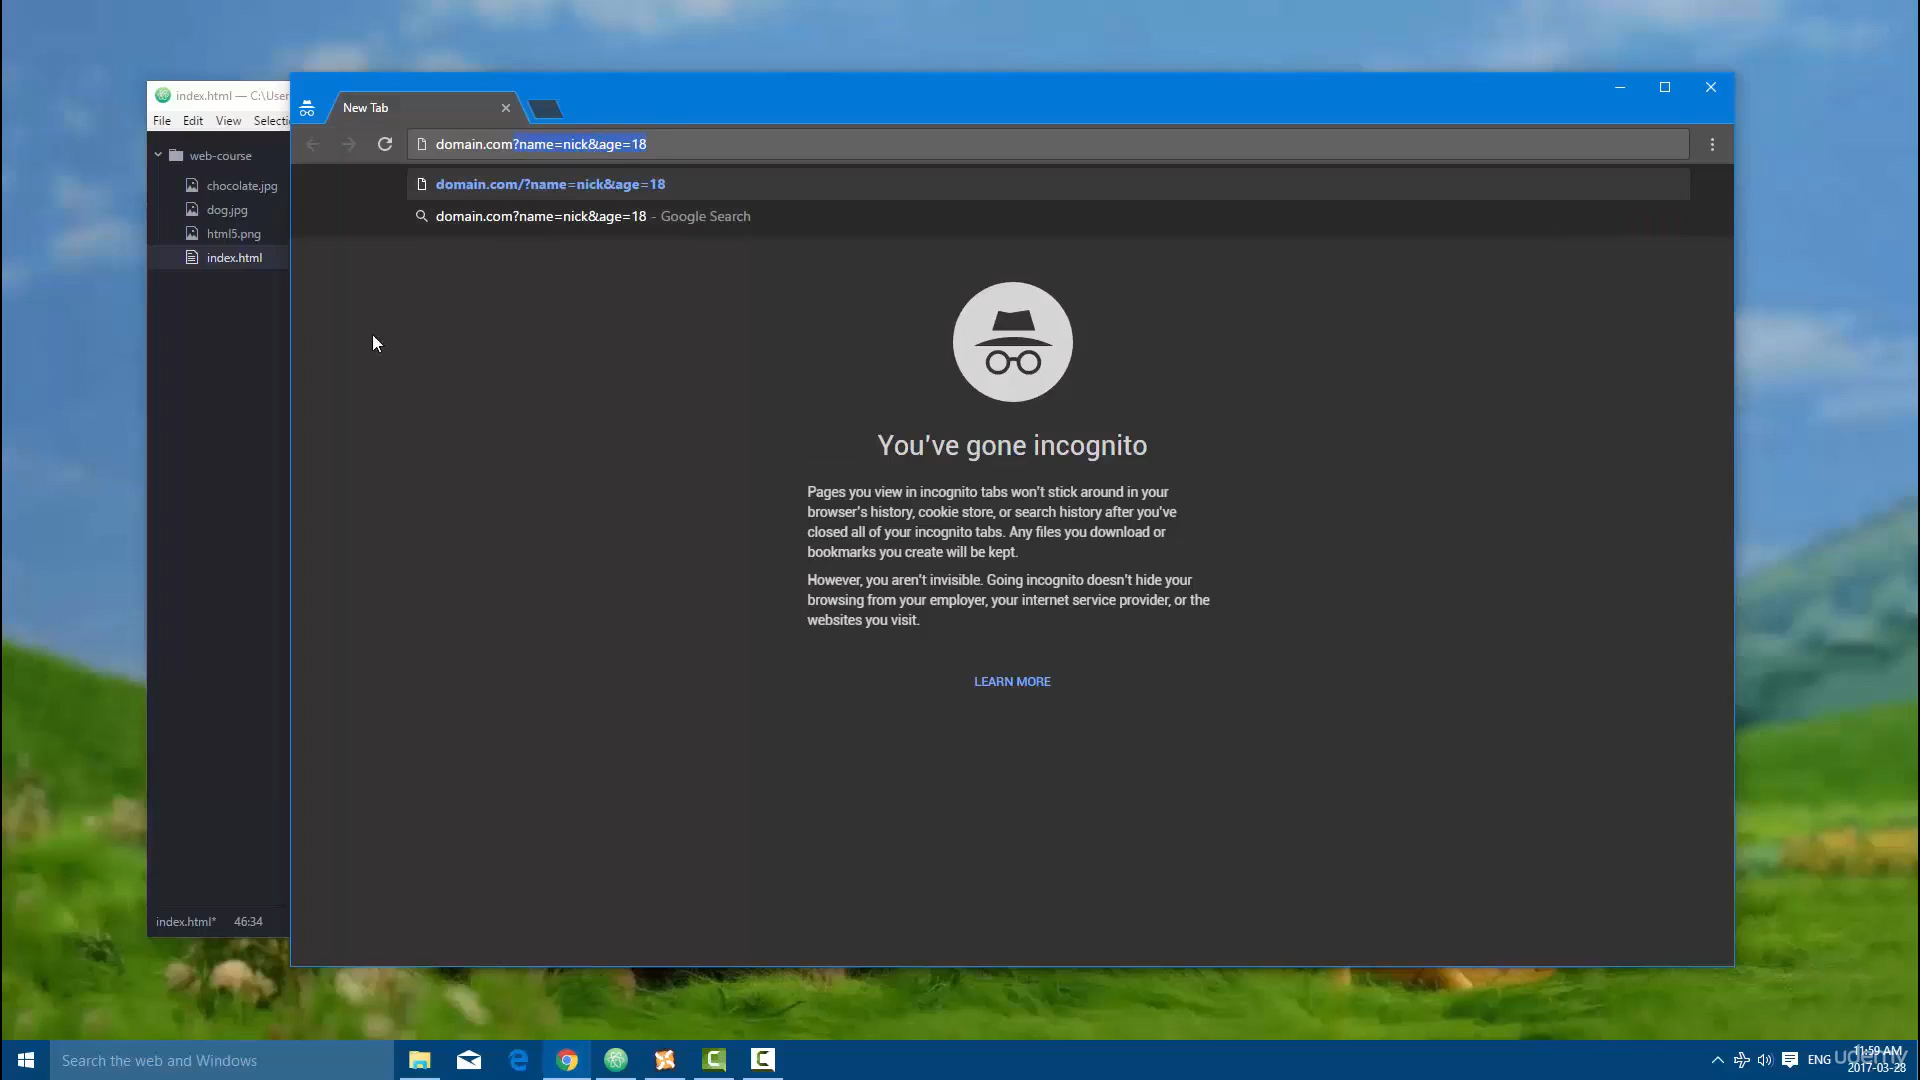 index.html — C:\User
File Edit View Selecti
web-course
chocolate.jpg
dog.jpg
html5.png
index.html
index.html* 46:34
New Tab
domain.com?name=nick&age=18
domain.com/?name=nick&age=18
domain.com?name=nick&age=18 - Google Search
You've gone incognito
Pages you view in incognito tabs won't stick around in your
browser's history, cookie store, or search history after you've
closed all of your incognito tabs. Any files you download or
bookmarks you create will be kept.
However, you aren't invisible. Going incognito doesn't hide your
browsing from your employer, your internet service provider, or the
websites you visit.
LEARN MORE
Search the web and Windows
ENG
11:59 AM
2017-03-28
udemy